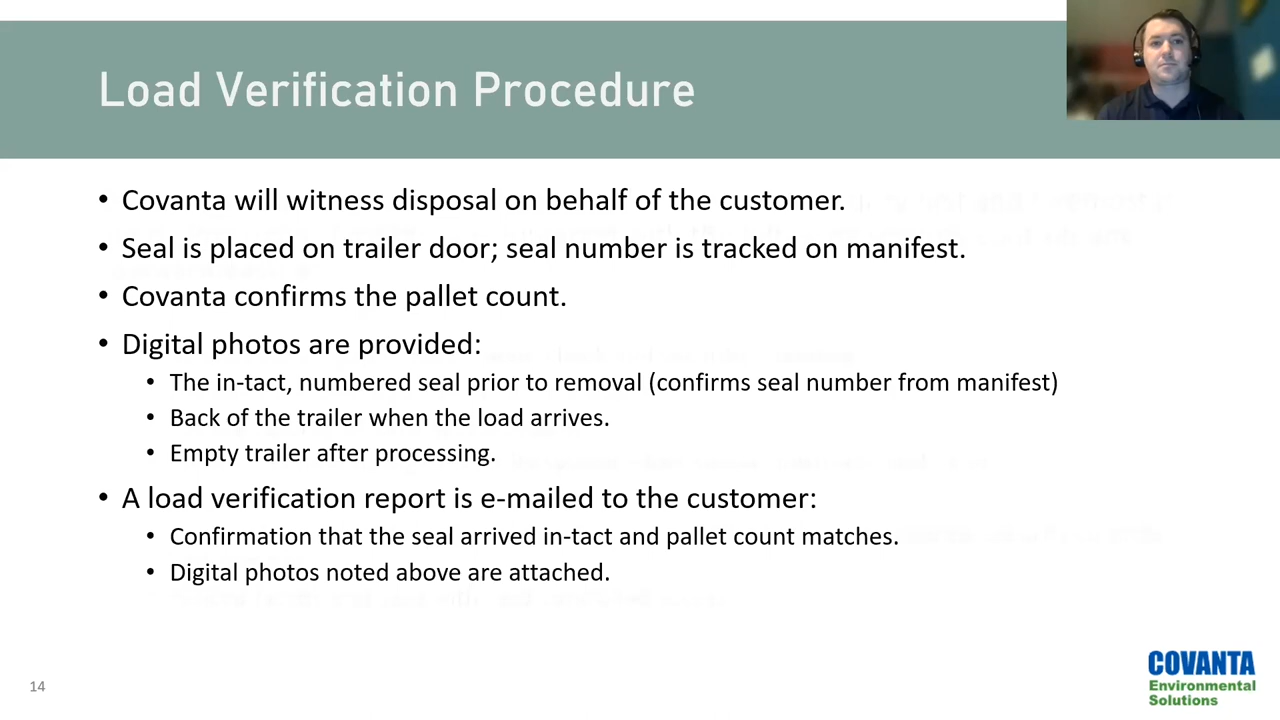 Load Verification Procedure
• Covanta will witness disposal on behalf of the customer.
• Seal is placed on trailer door; seal number is tracked on manifest.
• Covanta confirms the pallet count.
• Digital photos are provided:
• The in-tact, numbered seal prior to removal (confirms seal number from manifest)
• Back of the trailer when the load arrives.
• Empty trailer after processing.
• A load verification report is e-mailed to the customer:
• Confirmation that the seal arrived in-tact and pallet count matches.
• Digital photos noted above are attached.
14
COVANTA
Environmental
Solutions